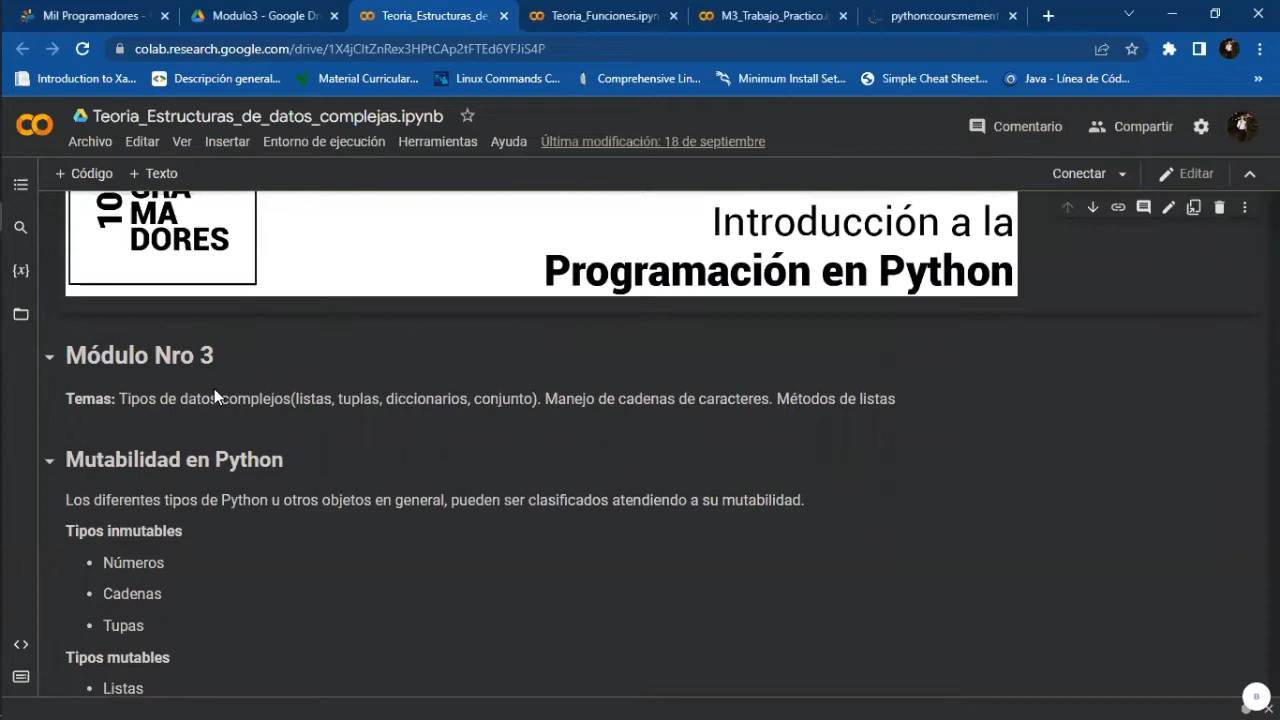 Mil Programadores -
Modulo3 - Google Dr
Teoria_Estructuras_de_
Teoria_Funciones.ipyn
M3_Trabajo_Practico.i
python:cours:mement
colab.research.google.com/drive/1X4jCItZnRex3HPtCAp2tFTEd6YFJiS4P
Introduction to Xa...
Descripción general...
Material Curricular...
Linux Commands C...
Comprehensive Lin...
Minimum Install Set...
Simple Cheat Sheet...
Java - Línea de Cód...
»
Teoria_Estructuras_de_datos_complejas.ipynb
Comentario
Compartir
Archivo Editar Ver Insertar Entorno de ejecución Herramientas Ayuda Última modificación: 18 de septiembre
+ Código + Texto
Conectar
Editar
10
GRA
MA
DORES
Introducción a la
Programación en Python
{x}
Módulo Nro 3
Temas: Tipos de datos complejos(listas, tuplas, diccionarios, conjunto). Manejo de cadenas de caracteres. Métodos de listas
Mutabilidad en Python
Los diferentes tipos de Python u otros objetos en general, pueden ser clasificados atendiendo a su mutabilidad.
Tipos inmutables
• Números
• Cadenas
• Tupas
Tipos mutables
• Listas
B